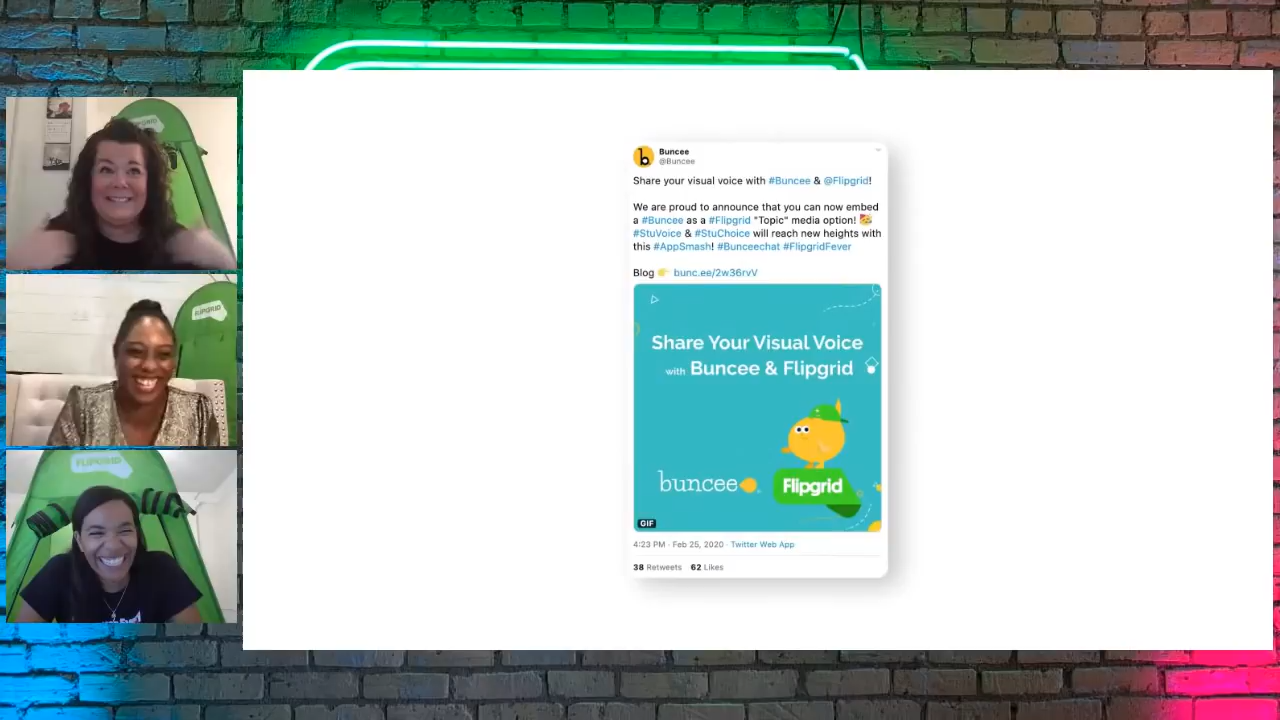 Buncee
@Buncee
Share your visual voice with #Buncee & @Flipgrid!
We are proud to announce that you can now embed
a #Buncee as a #Flipgrid "Topic" media option! 🥳
#StuVoice & #StuChoice will reach new heights with
this #AppSmash! #Bunceechat #FlipgridFever
Blog 👉 bunc.ee/2w36rvV
Share Your Visual Voice
with Buncee & Flipgrid
buncee
Flipgrid
GIF
4:23 PM · Feb 25, 2020 · Twitter Web App
38 Retweets 62 Likes
FLIPGRID
FLIPGRID